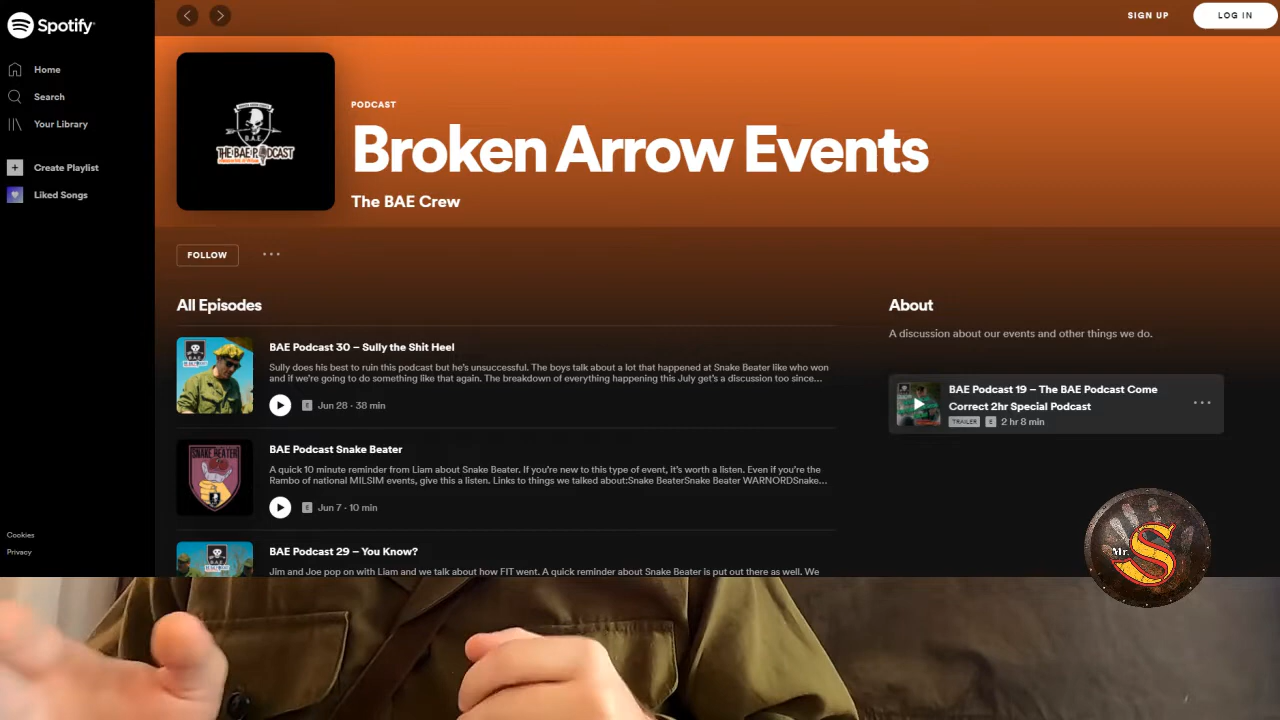 Spotify
Home
Search
Your Library
Create Playlist
Liked Songs
Cookies
Privacy
SIGN UP
LOG IN
B.A.E.
THE BAE PODCAST
PODCAST
Broken Arrow Events
The BAE Crew
FOLLOW
All Episodes
BAE Podcast 30 – Sully the Shit Heel
Sully does his best to ruin this podcast but he's unsuccessful. The boys talk about a lot that happened at Snake Beater like who won
and if we're going to do something like that again. The breakdown of everything happening this July get's a discussion too since...
E Jun 28 · 38 min
SNAKE BEATER
BAE Podcast Snake Beater
A quick 10 minute reminder from Liam about Snake Beater. If you're new to this type of event, it's worth a listen. Even if you're the
Rambo of national MILSIM events, give this a listen. Links to things we talked about:Snake BeaterSnake Beater WARNORDSnake...
E Jun 7 · 10 min
BAE Podcast 29 – You Know?
Jim and Joe pop on with Liam and we talk about how FIT went. A quick reminder about Snake Beater is put out there as well. We
About
A discussion about our events and other things we do.
BAE Podcast 19 – The BAE Podcast Come
Correct 2hr Special Podcast
TRAILER E 2 hr 8 min
Mr. S